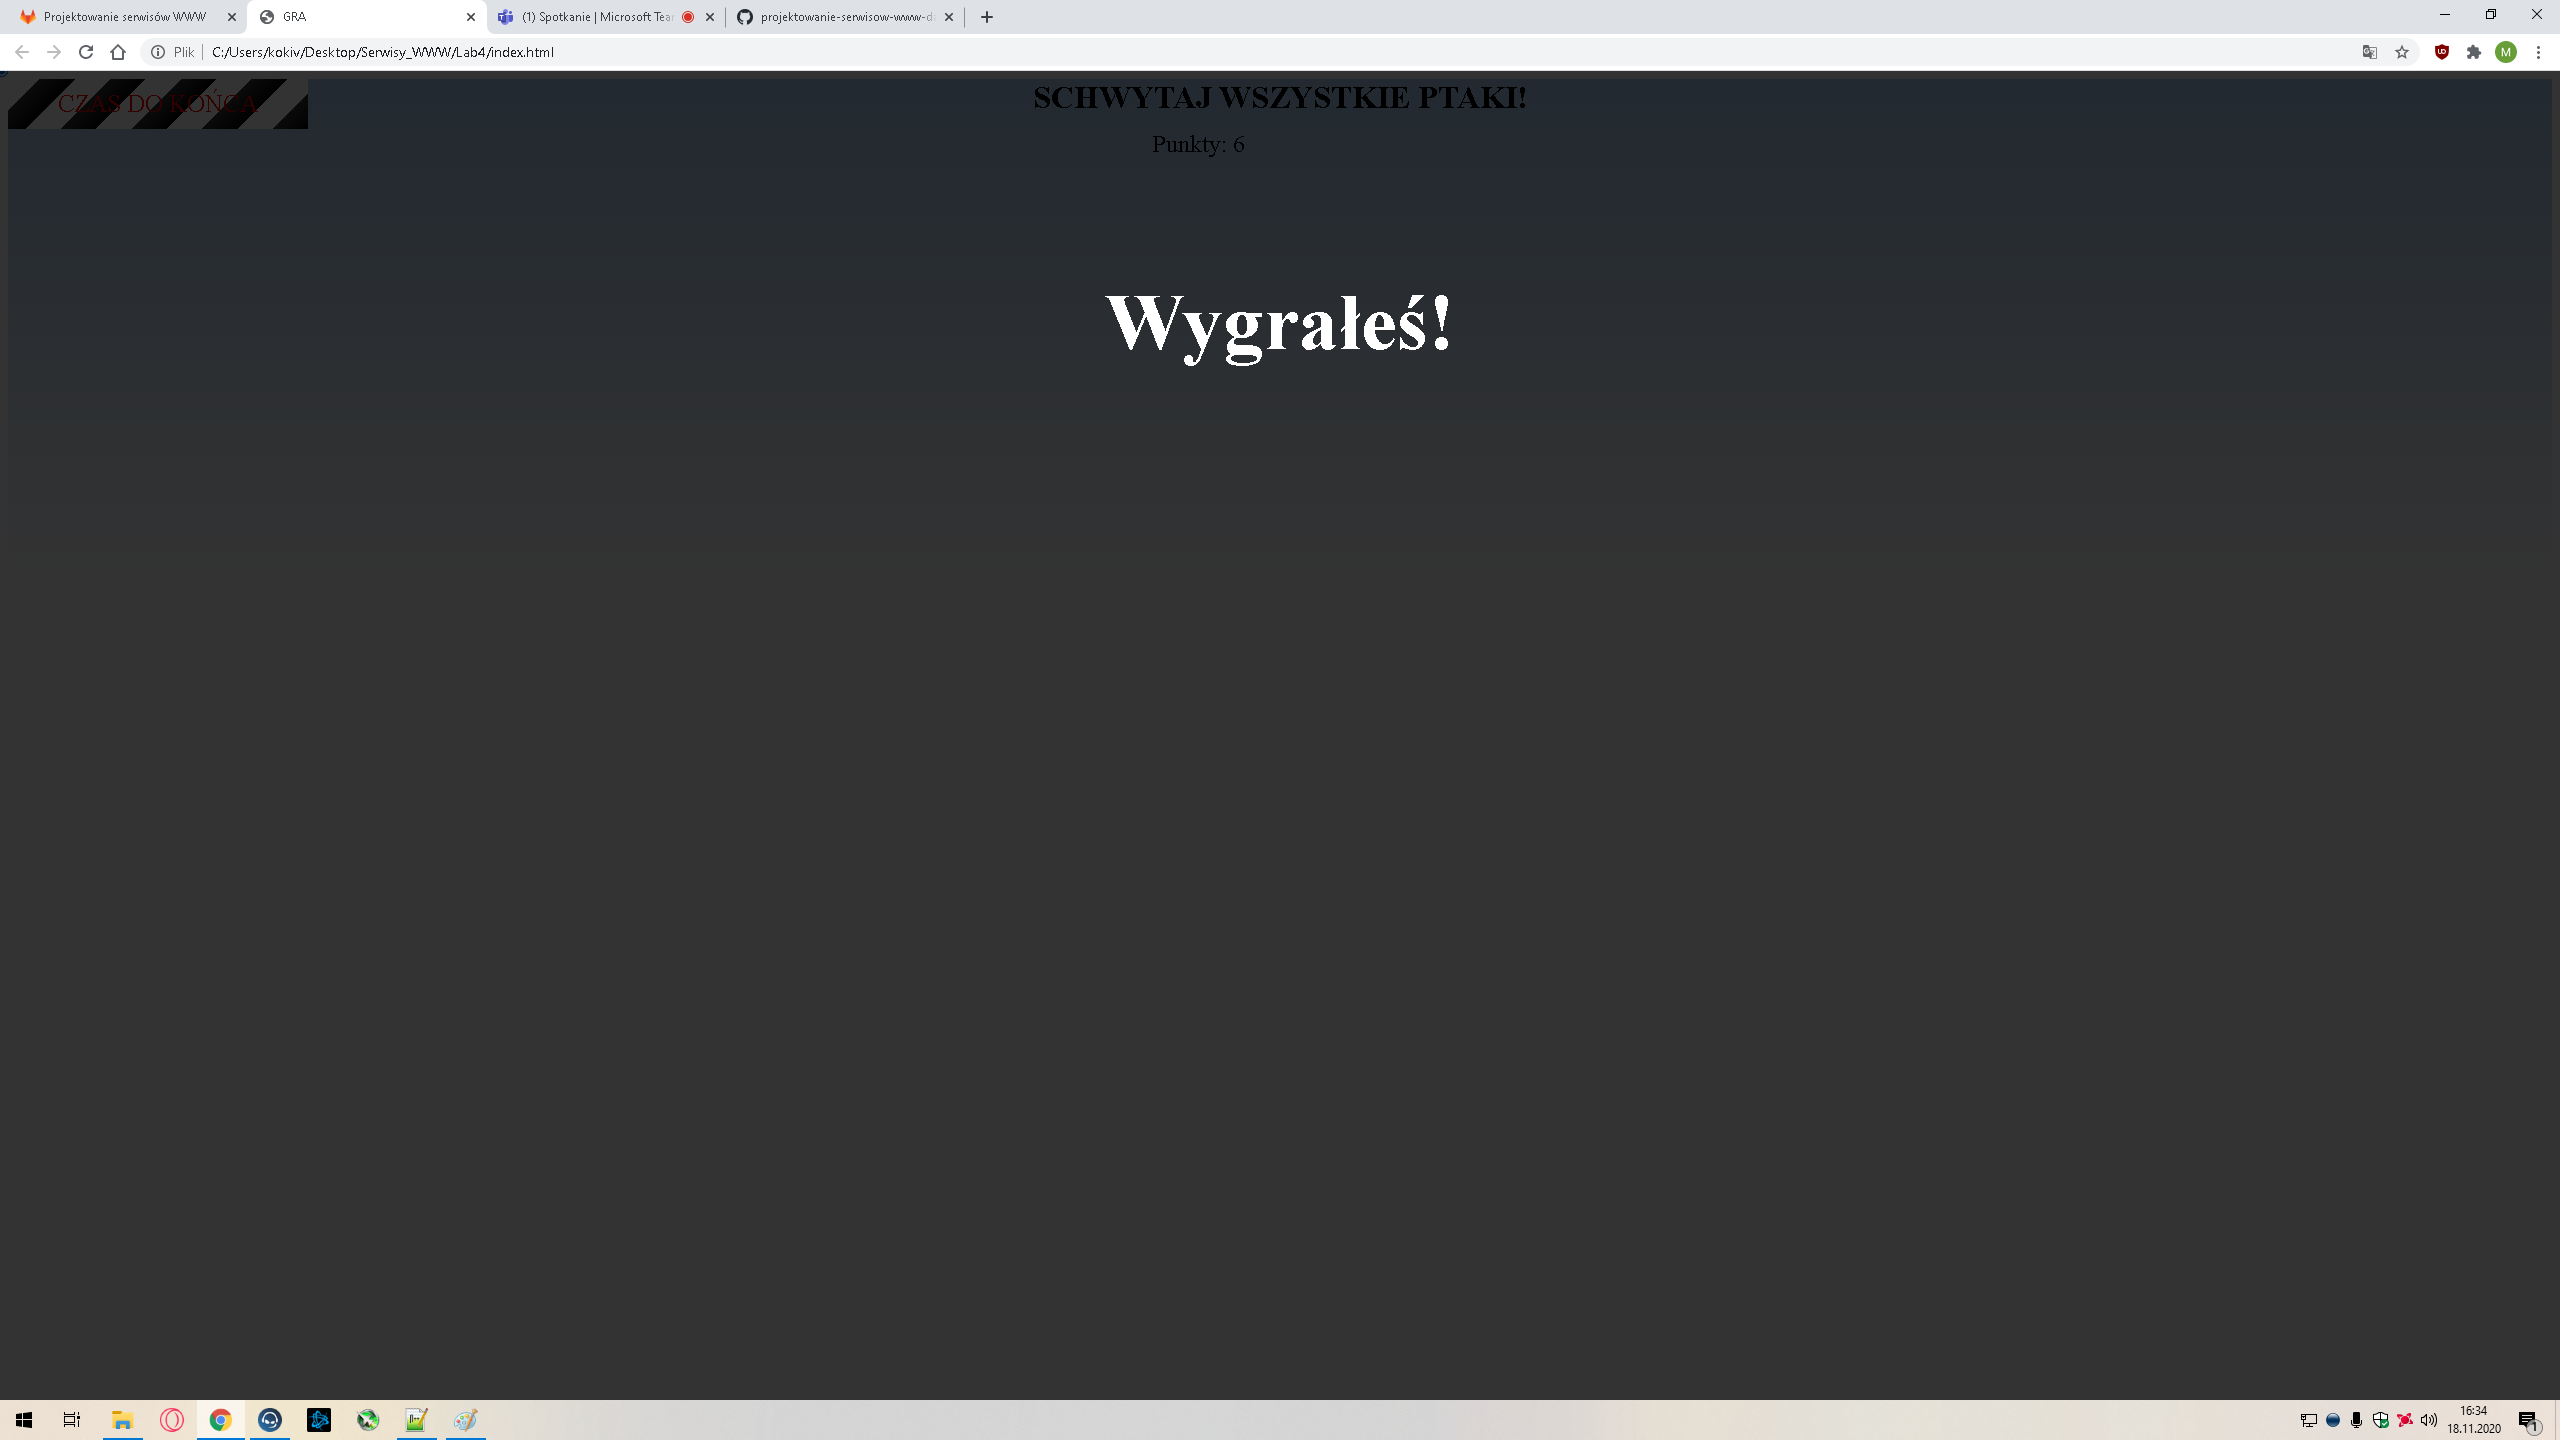 Projektowanie serwisów WWW
GRA
(1) Spotkanie | Microsoft Tea
projektowanie-serwisow-www-d
Plik
C:/Users/kokiv/Desktop/Serwisy_WWW/Lab4/index.html
M
CZAS DO KOŃCA
SCHWYTAJ WSZYSTKIE PTAKI!
Punkty: 6
Wygrałeś!
16:34
18.11.2020
1